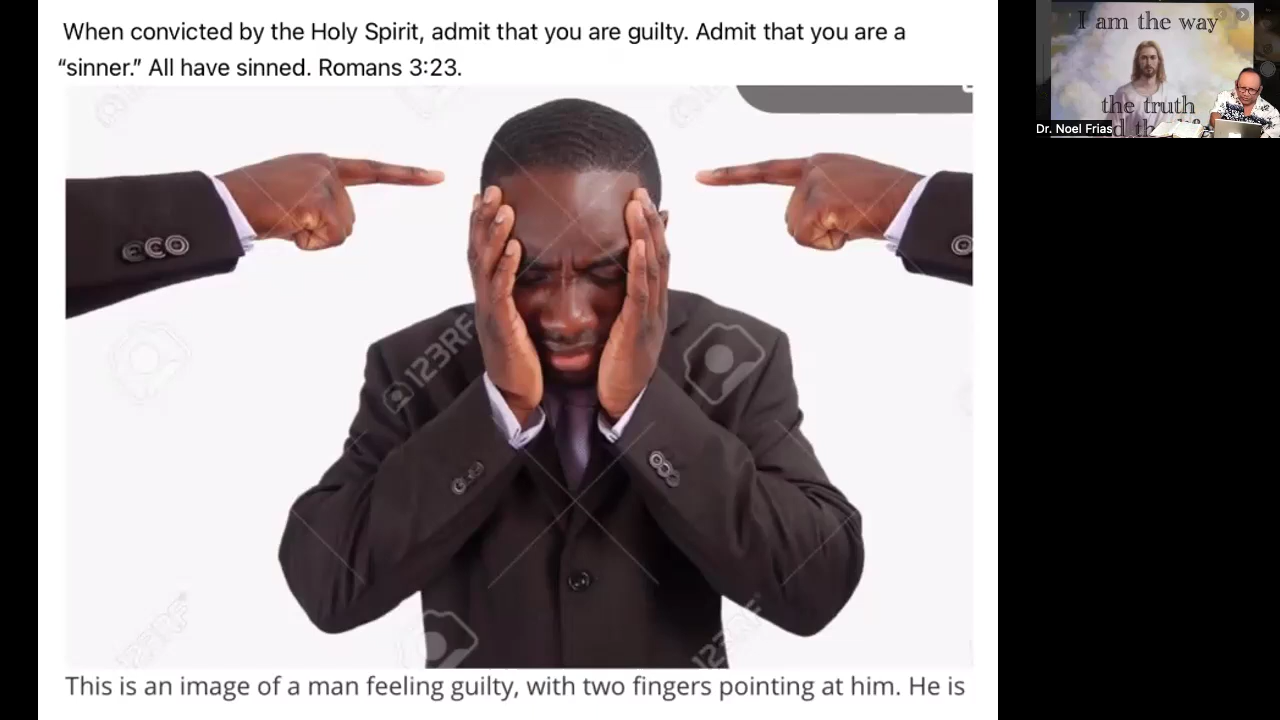 When convicted by the Holy Spirit, admit that you are guilty. Admit that you are a
“sinner.” All have sinned. Romans 3:23.
123RF
123RF
123RF
This is an image of a man feeling guilty, with two fingers pointing at him. He is
I am the way
the truth
Dr. Noel Frias